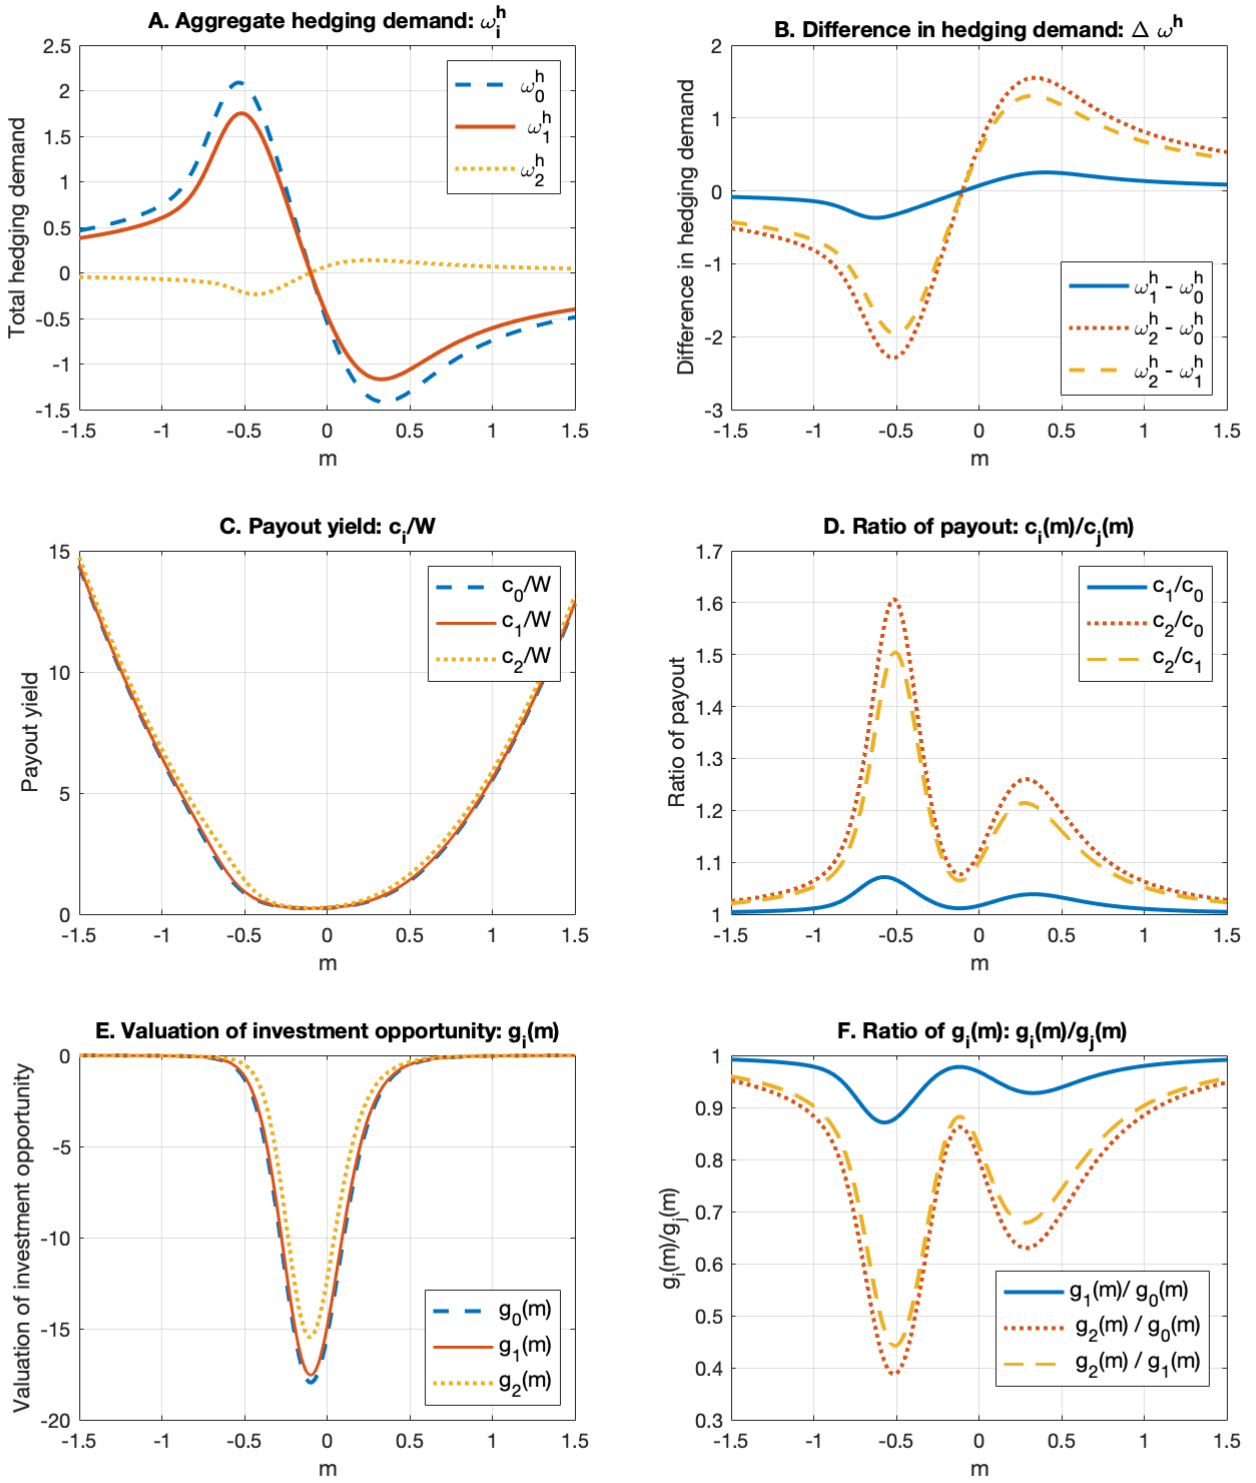 A. Aggregate hedging demand: ω_i^h
2.5
2
1.5
1
0.5
0
-0.5
-1
-1.5
-1.5 -1 -0.5 0 0.5 1 1.5
m
Total hedging demand
ω_0^h
ω_1^h
ω_2^h
B. Difference in hedging demand: Δ ω^h
2
1
0
-1
-2
-3
-1.5 -1 -0.5 0 0.5 1 1.5
m
Difference in hedging demand
ω_1^h - ω_0^h
ω_2^h - ω_0^h
ω_2^h - ω_1^h
C. Payout yield: c_i/W
15
10
5
0
-1.5 -1 -0.5 0 0.5 1 1.5
m
Payout yield
c_0/W
c_1/W
c_2/W
D. Ratio of payout: c_i(m)/c_j(m)
1.7
1.6
1.5
1.4
1.3
1.2
1.1
1
-1.5 -1 -0.5 0 0.5 1 1.5
m
Ratio of payout
c_1/c_0
c_2/c_0
c_2/c_1
E. Valuation of investment opportunity: g_i(m)
0
-5
-10
-15
-20
-1.5 -1 -0.5 0 0.5 1 1.5
m
Valuation of investment opportunity
g_0(m)
g_1(m)
g_2(m)
F. Ratio of g_i(m): g_i(m)/g_j(m)
1
0.9
0.8
0.7
0.6
0.5
0.4
0.3
-1.5 -1 -0.5 0 0.5 1 1.5
m
g_i(m)/g_j(m)
g_1(m)/ g_0(m)
g_2(m) / g_0(m)
g_2(m) / g_1(m)